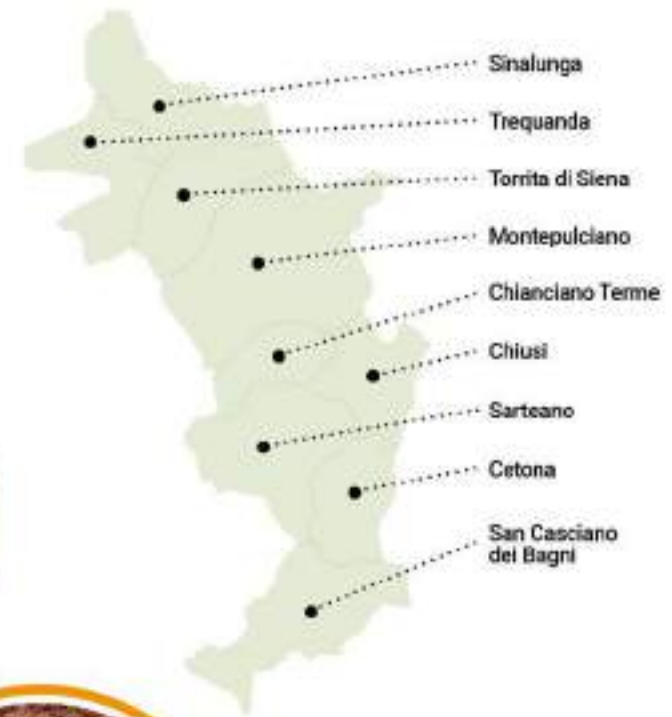 Sinalunga
Trequanda
Torrita di Siena
Montepulciano
Chianciano Terme
Chiusi
Sarteano
Cetona
San Casciano
dei Bagni